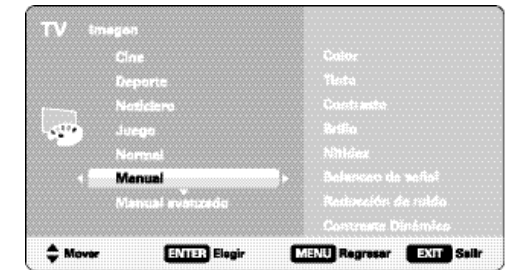 TV Imagen
Cine
Deporte
Noticiero
Juego
Normal
Manual
Manual avanzado
Color
Tinte
Contraste
Brillo
Nitidez
Balanceo de señal
Reducción de ruido
Contraste Dinámico
Mover ENTER Elegir MENU Regresar EXIT Salir